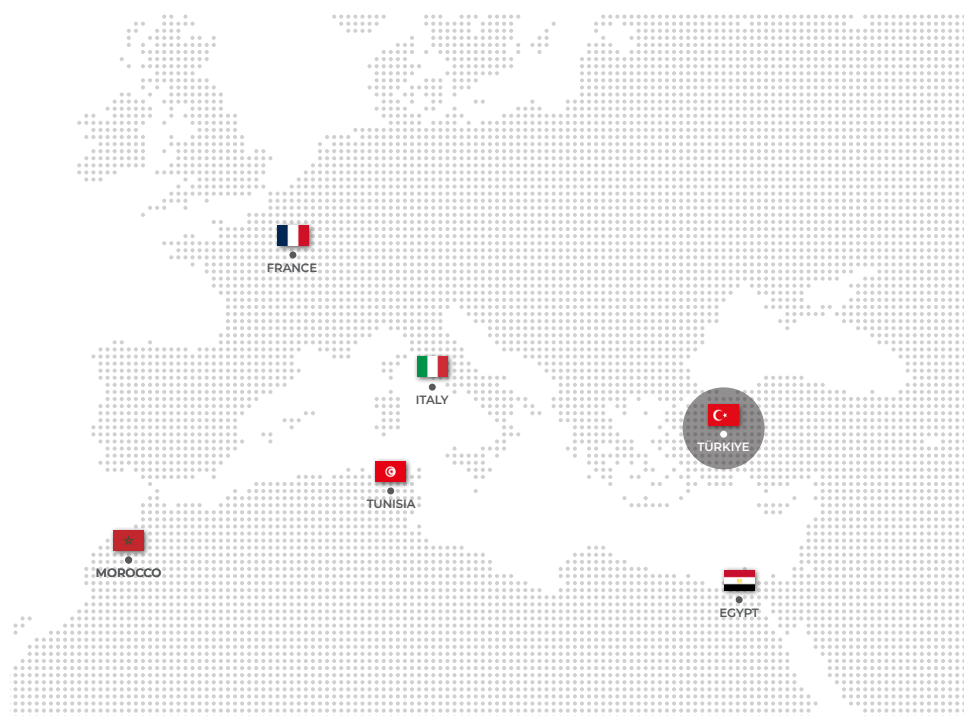 FRANCE
ITALY
TÜRKIYE
TUNISIA
MOROCCO
EGYPT